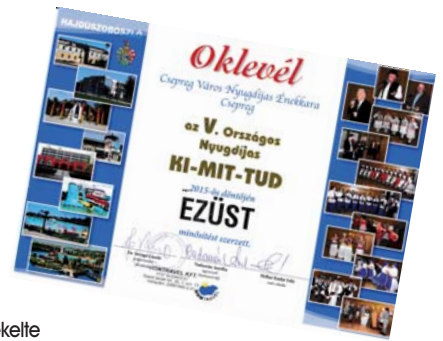 HAJDÚSZOBOSZLÓ
Oklevél
Csepreg Város Nyugdíjas Énekkara
Csepreg
az V. Országos
Nyugdíjas
KI-MIT-TUD
2015-ös döntőjén
EZÜST
minősítést szerzett.
kelte